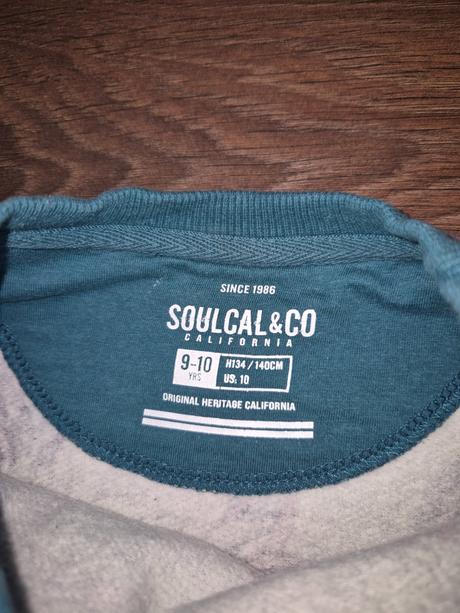 SINCE 1986
SOULCAL&CO
CALIFORNIA
9-10
YRS
H134/140CM
US: 10
ORIGINAL HERITAGE CALIFORNIA